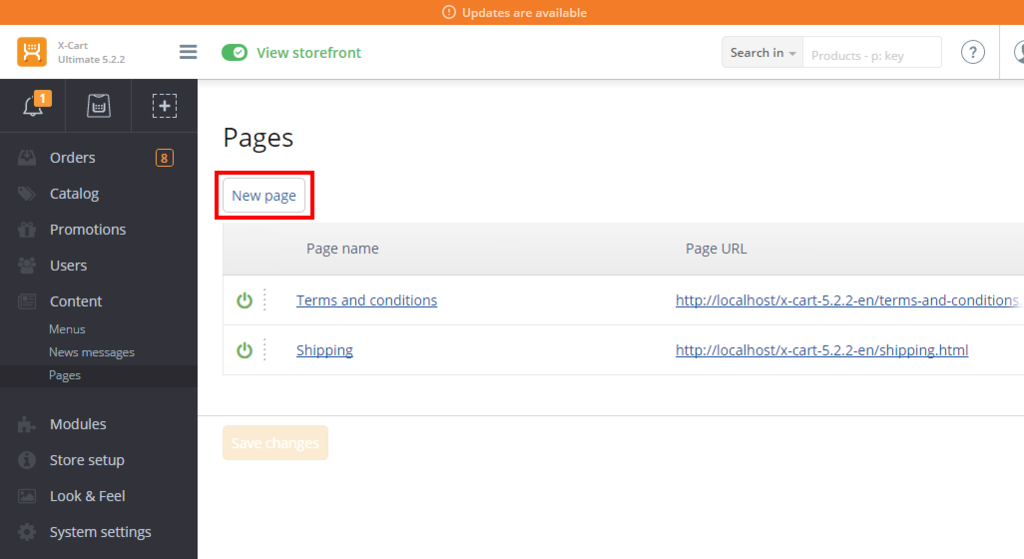 Updates are available
X-Cart
Ultimate 5.2.2
View storefront
Search in
Products - p: key
?
1
Orders 8
Catalog
Promotions
Users
Content
Menus
News messages
Pages
Modules
Store setup
Look & Feel
System settings
Pages
New page
Page name Page URL
Terms and conditions http://localhost/x-cart-5.2.2-en/terms-and-conditions.
Shipping http://localhost/x-cart-5.2.2-en/shipping.html
Save changes